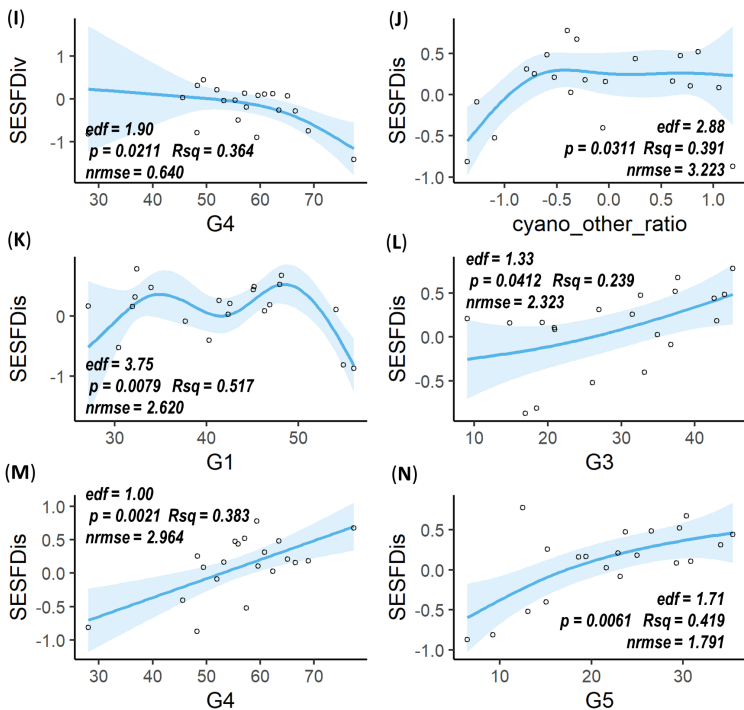 (I)
SESFDiv
1
0
-1
edf = 1.90
p = 0.0211 Rsq = 0.364
nrmse = 0.640
30 40 50 60 70
G4
(J)
SESFDis
0.5
0.0
-0.5
-1.0
edf = 2.88
p = 0.0311 Rsq = 0.391
nrmse = 3.223
-1.0 -0.5 0.0 0.5 1.0
cyano_other_ratio
(K)
SESFDis
1
0
-1
edf = 3.75
p = 0.0079 Rsq = 0.517
nrmse = 2.620
30 40 50
G1
(L)
SESFDis
0.5
0.0
-0.5
edf = 1.33
p = 0.0412 Rsq = 0.239
nrmse = 2.323
10 20 30 40
G3
(M)
SESFDis
1.0
0.5
0.0
-0.5
-1.0
edf = 1.00
p = 0.0021 Rsq = 0.383
nrmse = 2.964
30 40 50 60 70
G4
(N)
SESFDis
1.0
0.5
0.0
-0.5
-1.0
edf = 1.71
p = 0.0061 Rsq = 0.419
nrmse = 1.791
10 20 30
G5